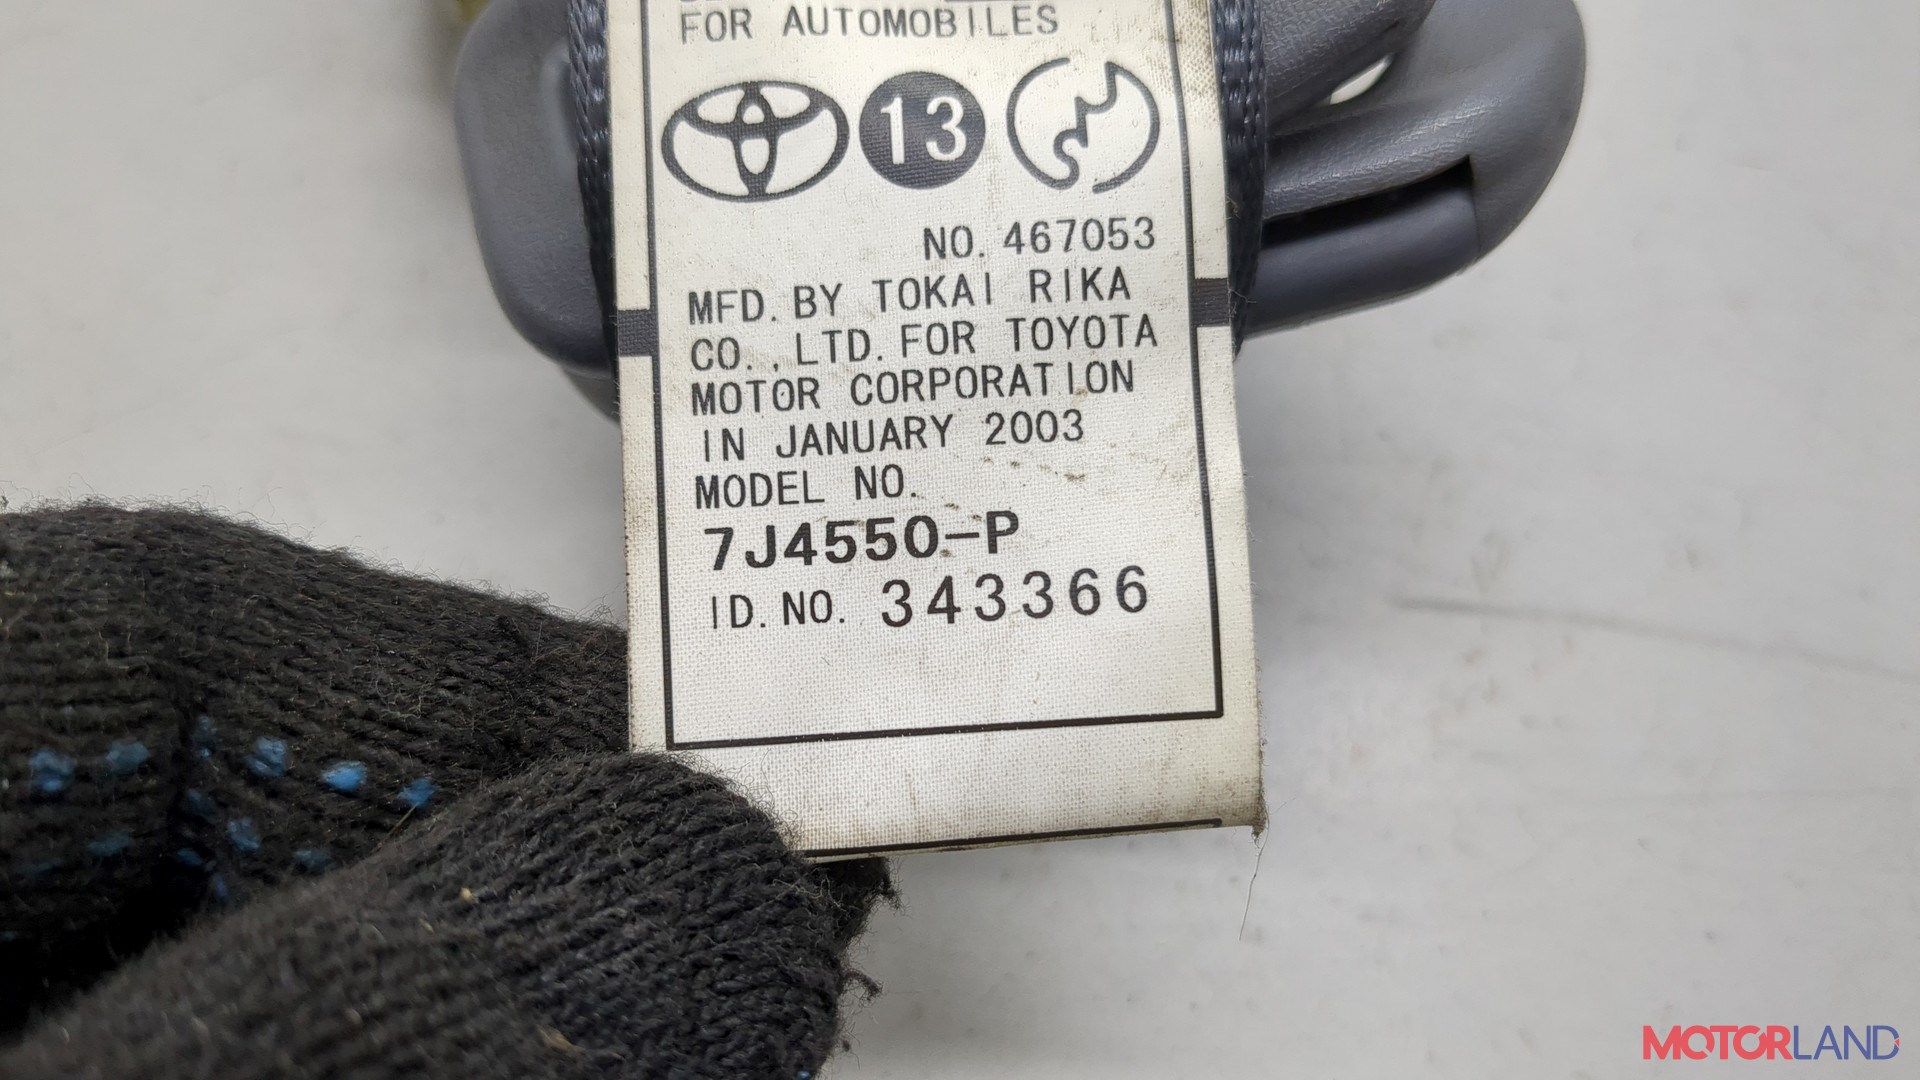 FOR AUTOMOBILES
13
NO. 467053
MFD. BY TOKAI RIKA
CO., LTD. FOR TOYOTA
MOTOR CORPORATION
IN JANUARY 2003
MODEL NO.
7J4550-P
ID. NO. 343366
MOTORLAND